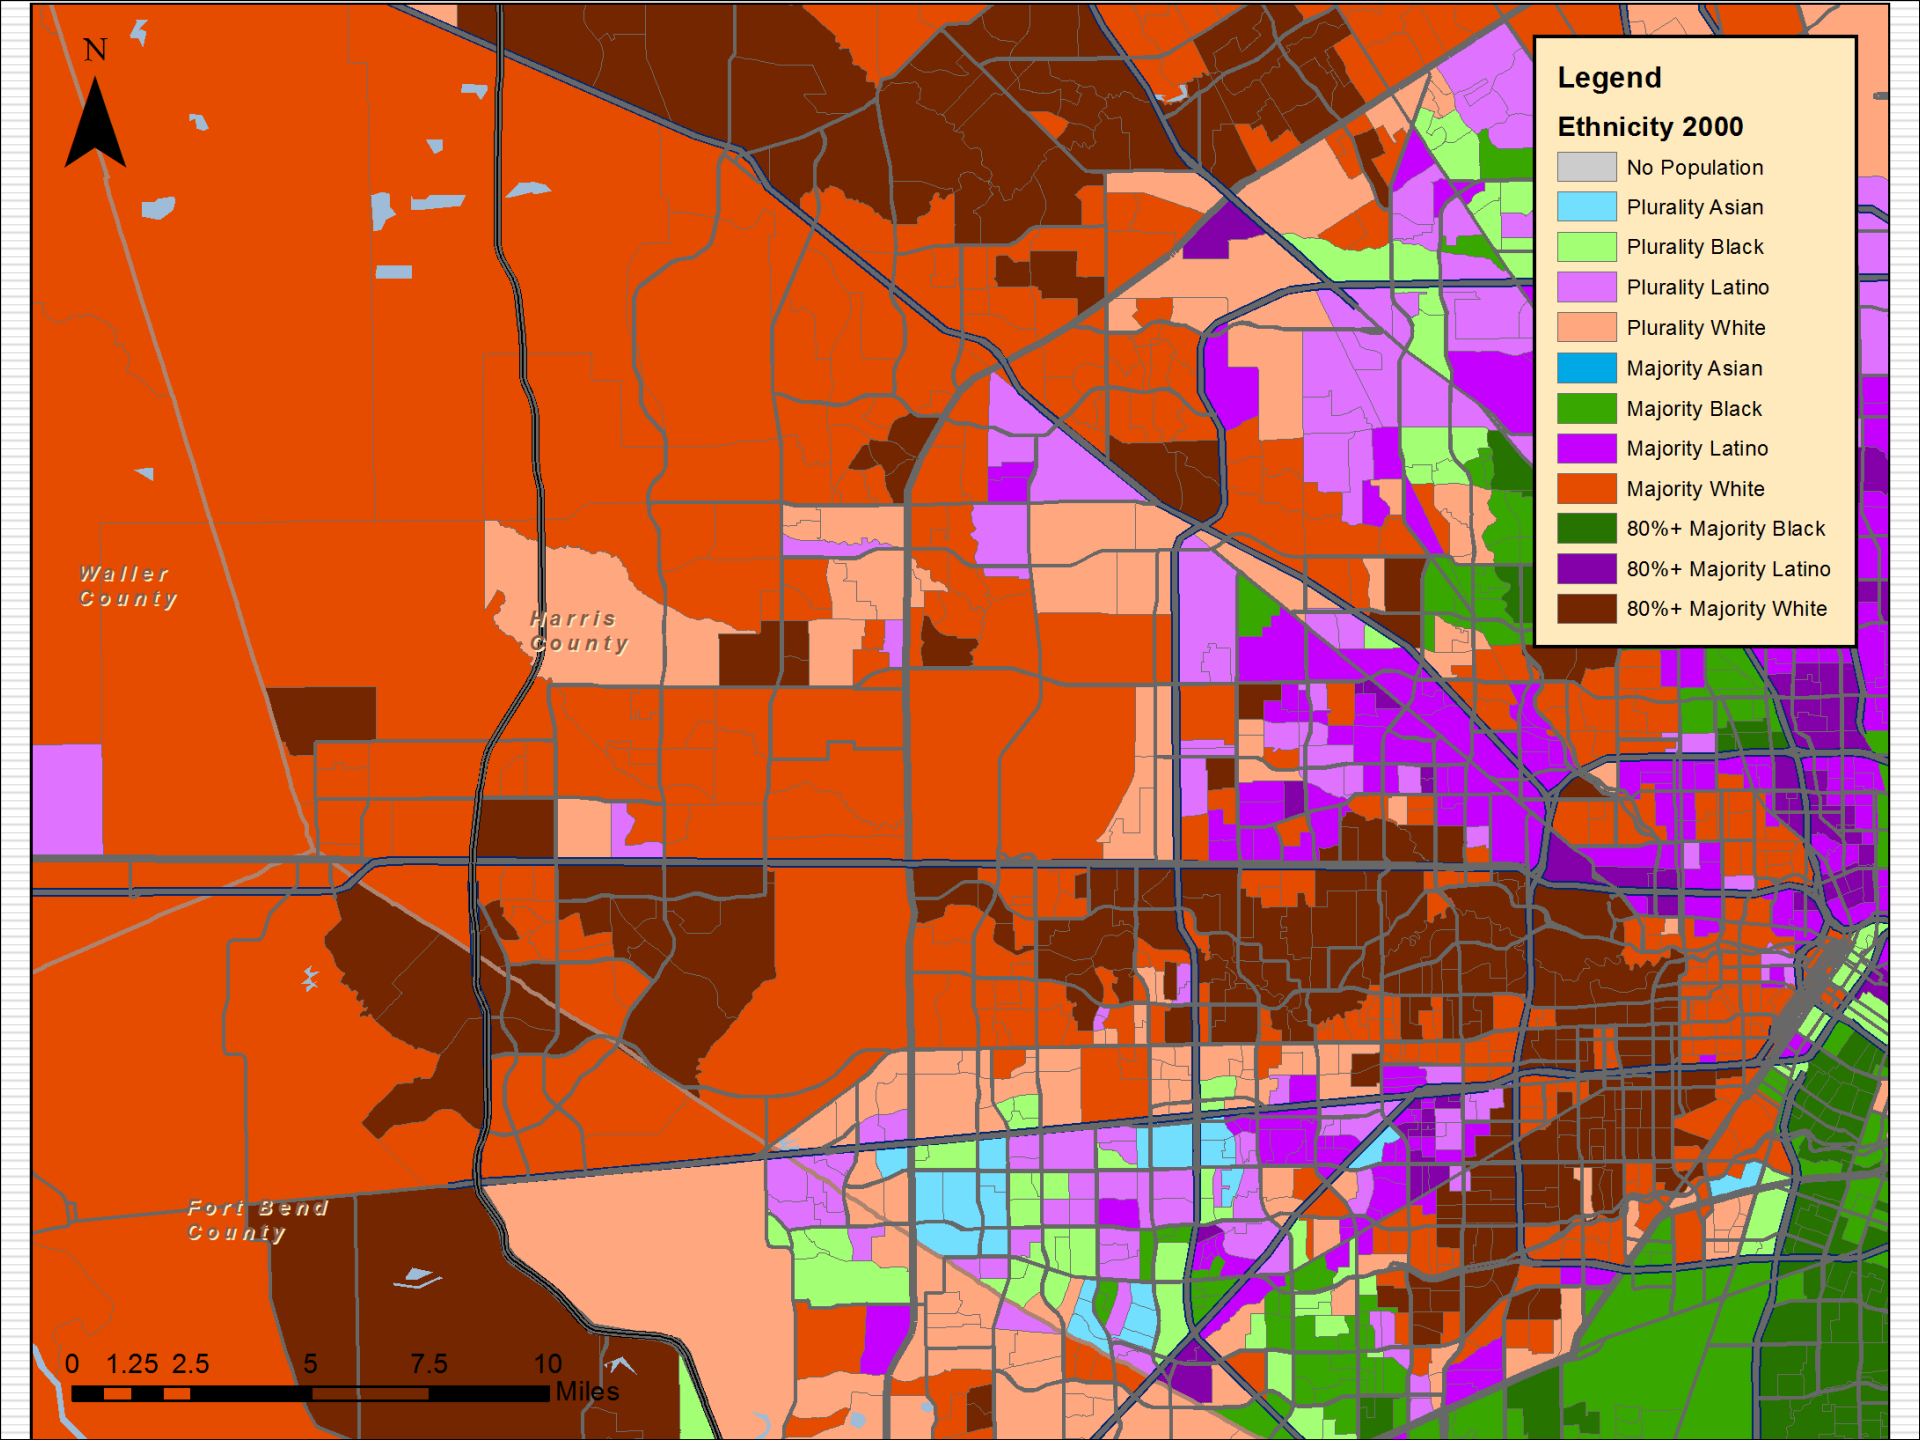 N
Legend
Ethnicity 2000
No Population
Plurality Asian
Plurality Black
Plurality Latino
Plurality White
Majority Asian
Majority Black
Majority Latino
Majority White
80%+ Majority Black
80%+ Majority Latino
80%+ Majority White
Waller
County
Harris
County
Fort Bend
County
0 1.25 2.5 5 7.5 10
Miles